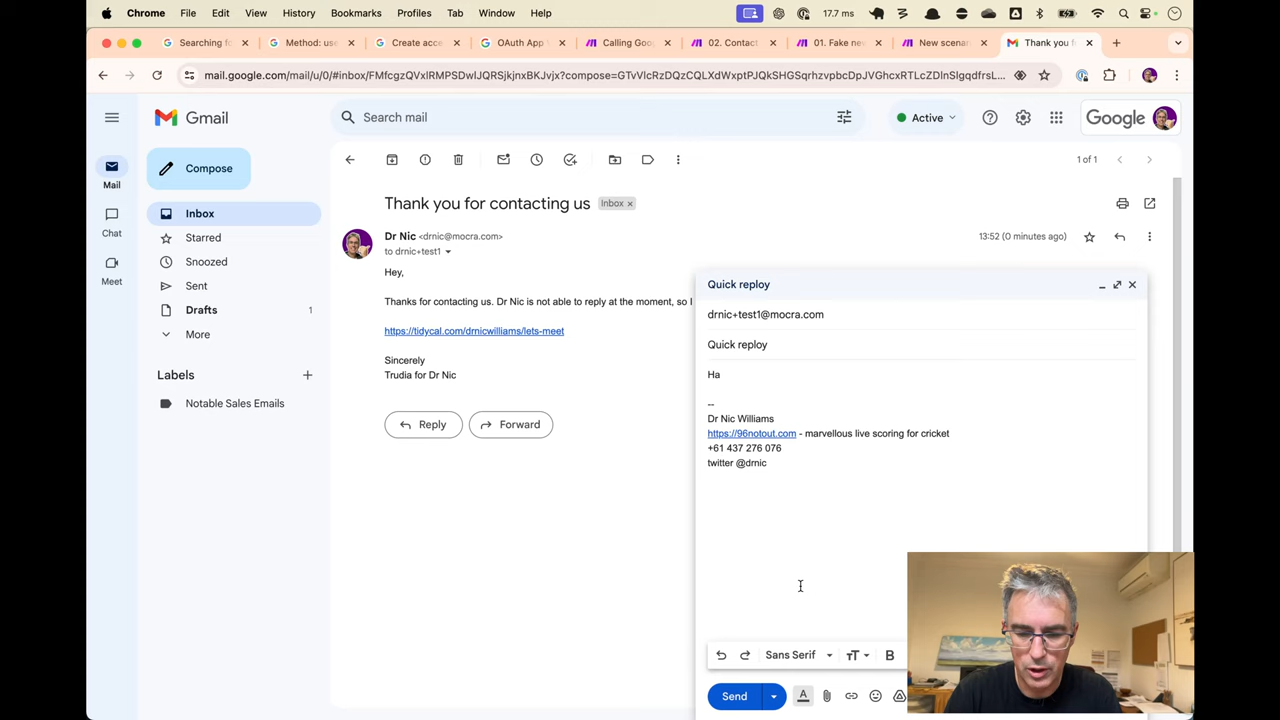 Chrome File Edit View History Bookmarks Profiles Tab Window Help 17.7 ms
Searching fo Method: use Create acce OAuth App V Calling Goo 02. Contact 01. Fake ne New scenar Thank you f
mail.google.com/mail/u/0/#inbox/FMfcgzQVxlRMPSDwlJQRSjkjnxBKJvjx?compose=GTvVlcRzDQzCQLXdWxptPJQkSHGSqrhzvpbcDpJVGhcxRTLcZDlnSlgqdfrsL...
Gmail
Search mail
Active
Google
Compose
Mail
Chat
Meet
Inbox
Starred
Snoozed
Sent
Drafts 1
More
Labels
Notable Sales Emails
1 of 1
Thank you for contacting us Inbox x
Dr Nic <drnic@mocra.com> 13:52 (0 minutes ago)
to drnic+test1
Hey,
Thanks for contacting us. Dr Nic is not able to reply at the moment, so I
https://tidycal.com/drnicwilliams/lets-meet
Sincerely
Trudia for Dr Nic
Reply Forward
Quick reploy
drnic+test1@mocra.com
Quick reploy
Ha
--
Dr Nic Williams
https://96notout.com - marvellous live scoring for cricket
+61 437 276 076
twitter @drnic
Sans Serif B
Send